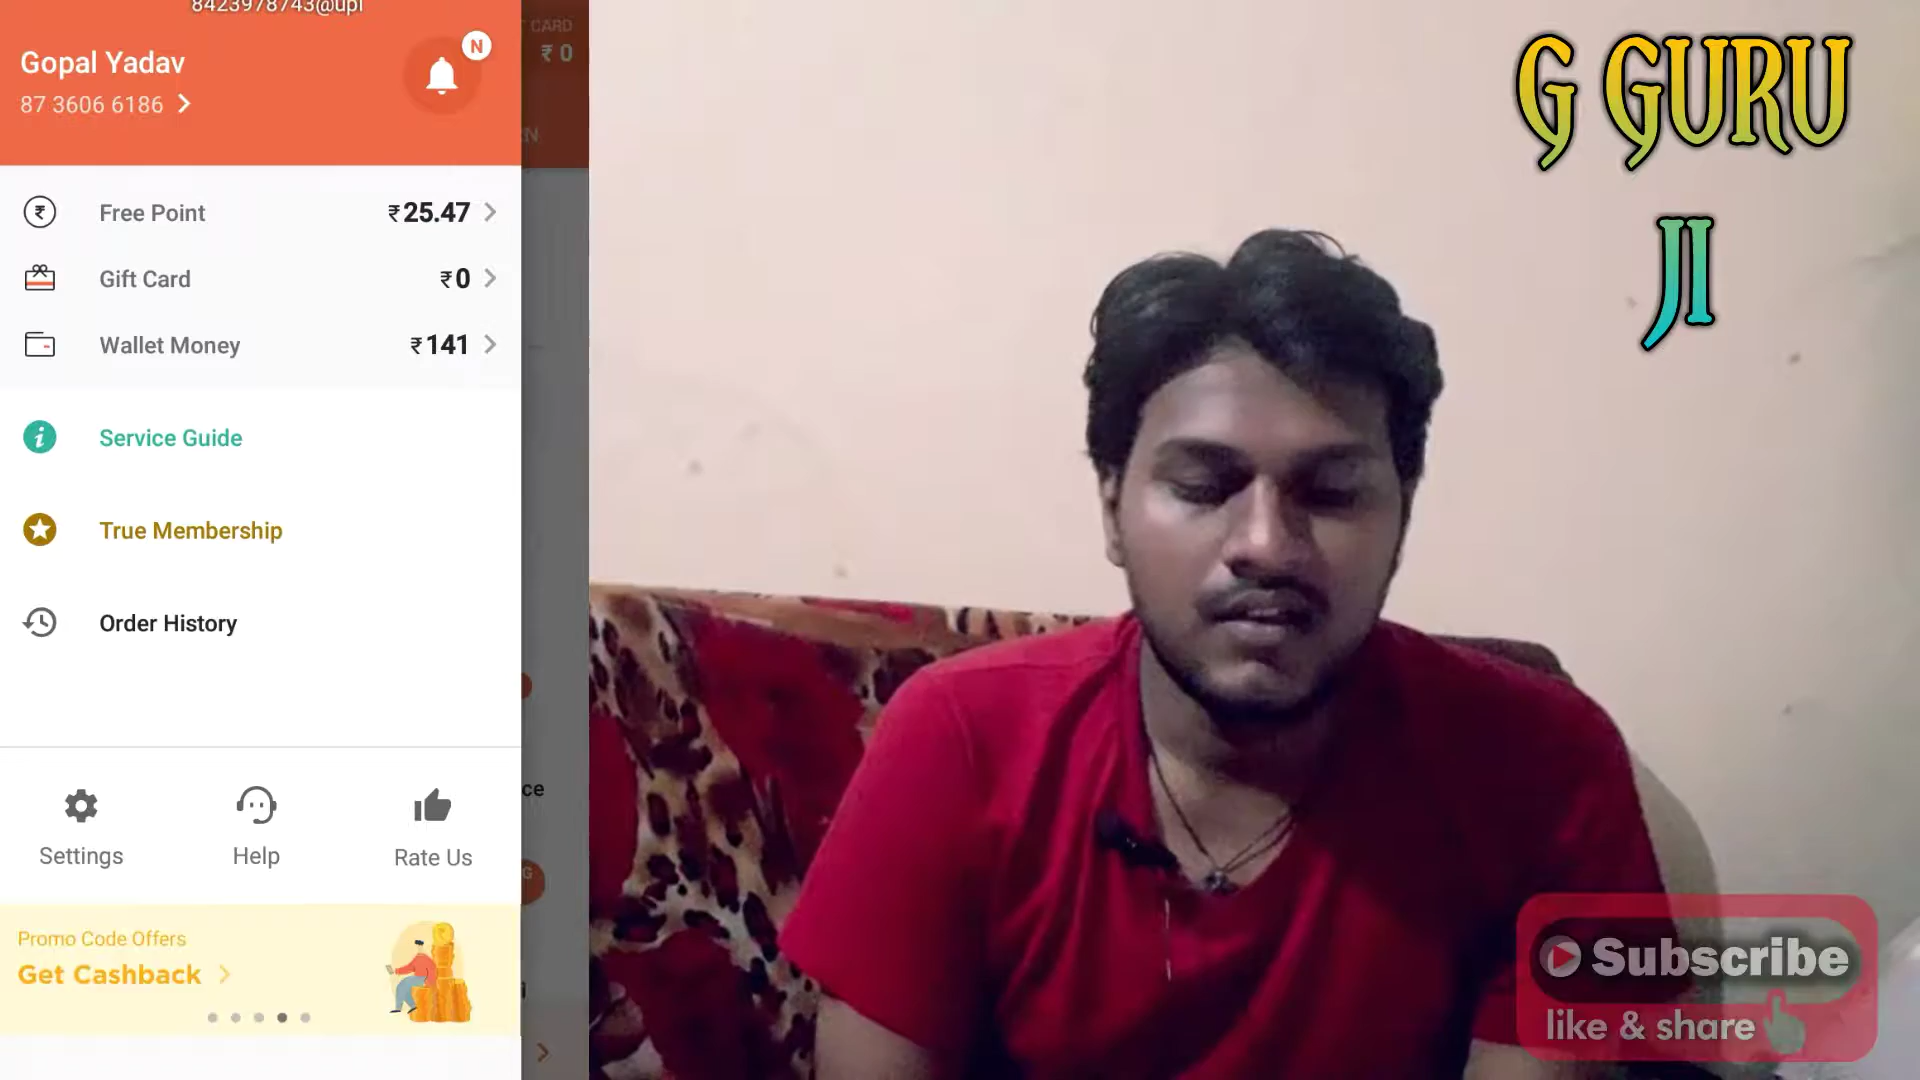 8423978743@upi
Gopal Yadav
N
87 3606 6186
Free Point ₹25.47
Gift Card ₹0
Wallet Money ₹141
Service Guide
True Membership
Order History
Settings
Help
Rate Us
Promo Code Offers
Get Cashback
CARD
₹ 0
RN
ce
G
G GURU
JI
Subscribe
like & share